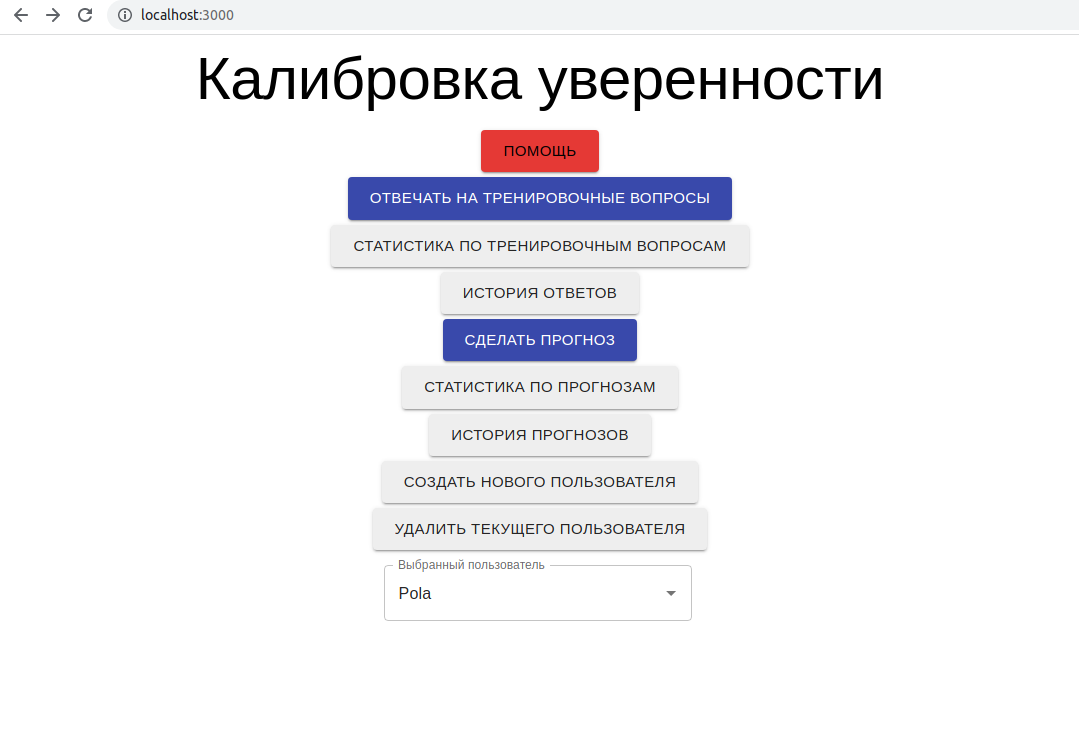 localhost:3000
Калибровка уверенности
ПОМОЩЬ
ОТВЕЧАТЬ НА ТРЕНИРОВОЧНЫЕ ВОПРОСЫ
СТАТИСТИКА ПО ТРЕНИРОВОЧНЫМ ВОПРОСАМ
ИСТОРИЯ ОТВЕТОВ
СДЕЛАТЬ ПРОГНОЗ
СТАТИСТИКА ПО ПРОГНОЗАМ
ИСТОРИЯ ПРОГНОЗОВ
СОЗДАТЬ НОВОГО ПОЛЬЗОВАТЕЛЯ
УДАЛИТЬ ТЕКУЩЕГО ПОЛЬЗОВАТЕЛЯ
Выбранный пользователь
Pola